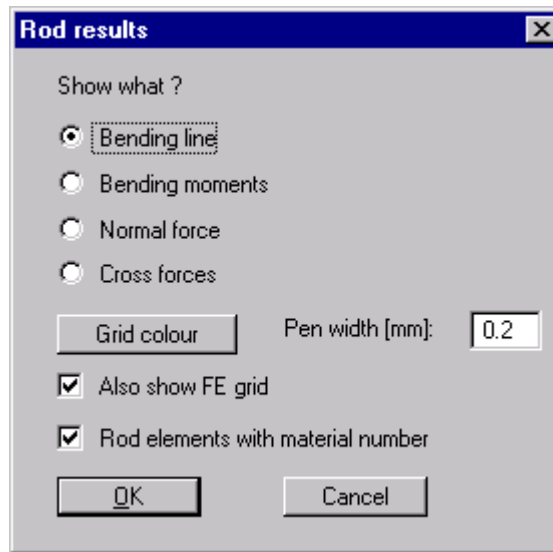 Rod results
Show what ?
Bending line
Bending moments
Normal force
Cross forces
Grid colour Pen width [mm]: 0.2
Also show FE grid
Rod elements with material number
OK Cancel